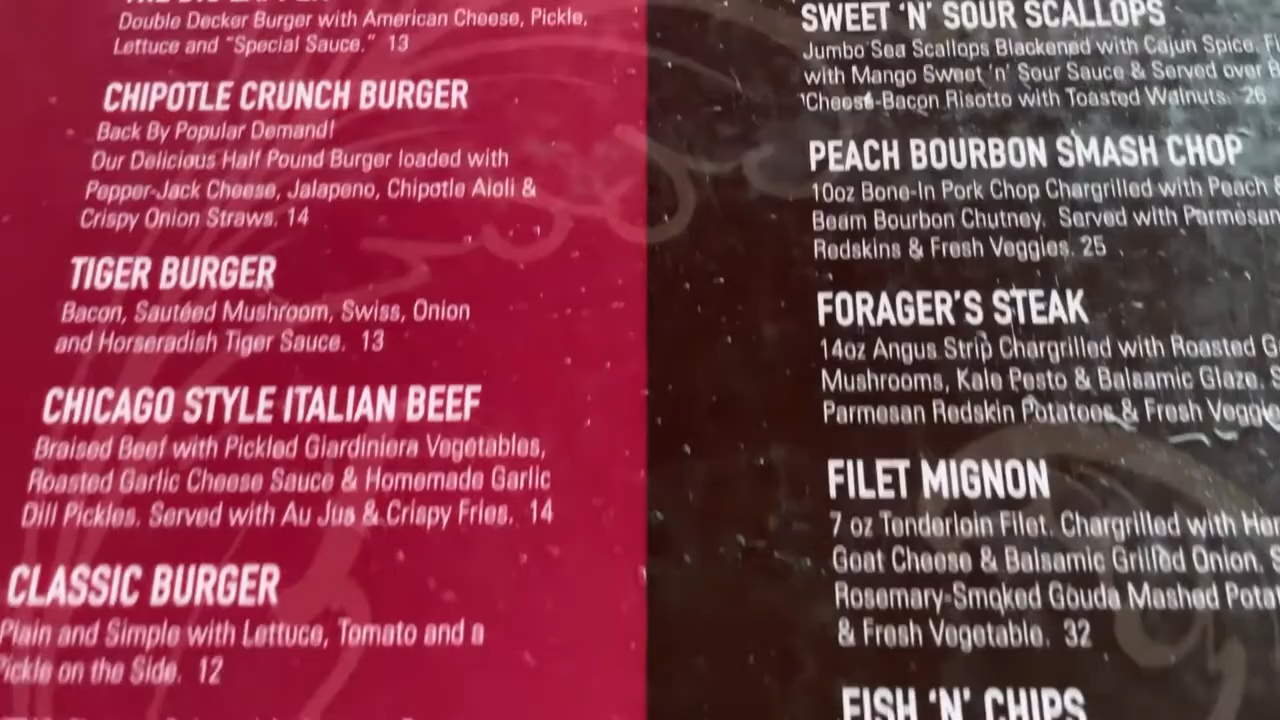 Double Decker Burger with American Cheese, Pickle,
Lettuce and "Special Sauce." 13
CHIPOTLE CRUNCH BURGER
Back By Popular Demand!
Our Delicious Half Pound Burger loaded with
Pepper-Jack Cheese, Jalapeno, Chipotle Aioli &
Crispy Onion Straws. 14
TIGER BURGER
Bacon, Sautéed Mushroom, Swiss, Onion
and Horseradish Tiger Sauce. 13
CHICAGO STYLE ITALIAN BEEF
Braised Beef with Pickled Giardiniera Vegetables,
Roasted Garlic Cheese Sauce & Homemade Garlic
Dill Pickles. Served with Au Jus & Crispy Fries. 14
CLASSIC BURGER
Plain and Simple with Lettuce, Tomato and a
Pickle on the Side. 12
SWEET 'N' SOUR SCALLOPS
Jumbo Sea Scallops Blackened with Cajun Spice.
with Mango Sweet 'n' Sour Sauce & Served over
Cheese-Bacon Risotto with Toasted Walnuts. 26
PEACH BOURBON SMASH CHOP
10oz Bone-In Pork Chop Chargrilled with Peach
Beam Bourbon Chutney. Served with Parmesan
Redskins & Fresh Veggies. 25
FORAGER'S STEAK
14oz Angus Strip Chargrilled with Roasted
Mushrooms, Kale Pesto & Balsamic Glaze.
Parmesan Redskin Potatoes & Fresh
FILET MIGNON
7 oz Tenderloin Filet. Chargrilled with
Goat Cheese & Balsamic Grilled Onion.
Rosemary-Smoked Gouda Mashed
& Fresh Vegetable. 32
FISH 'N' CHIPS